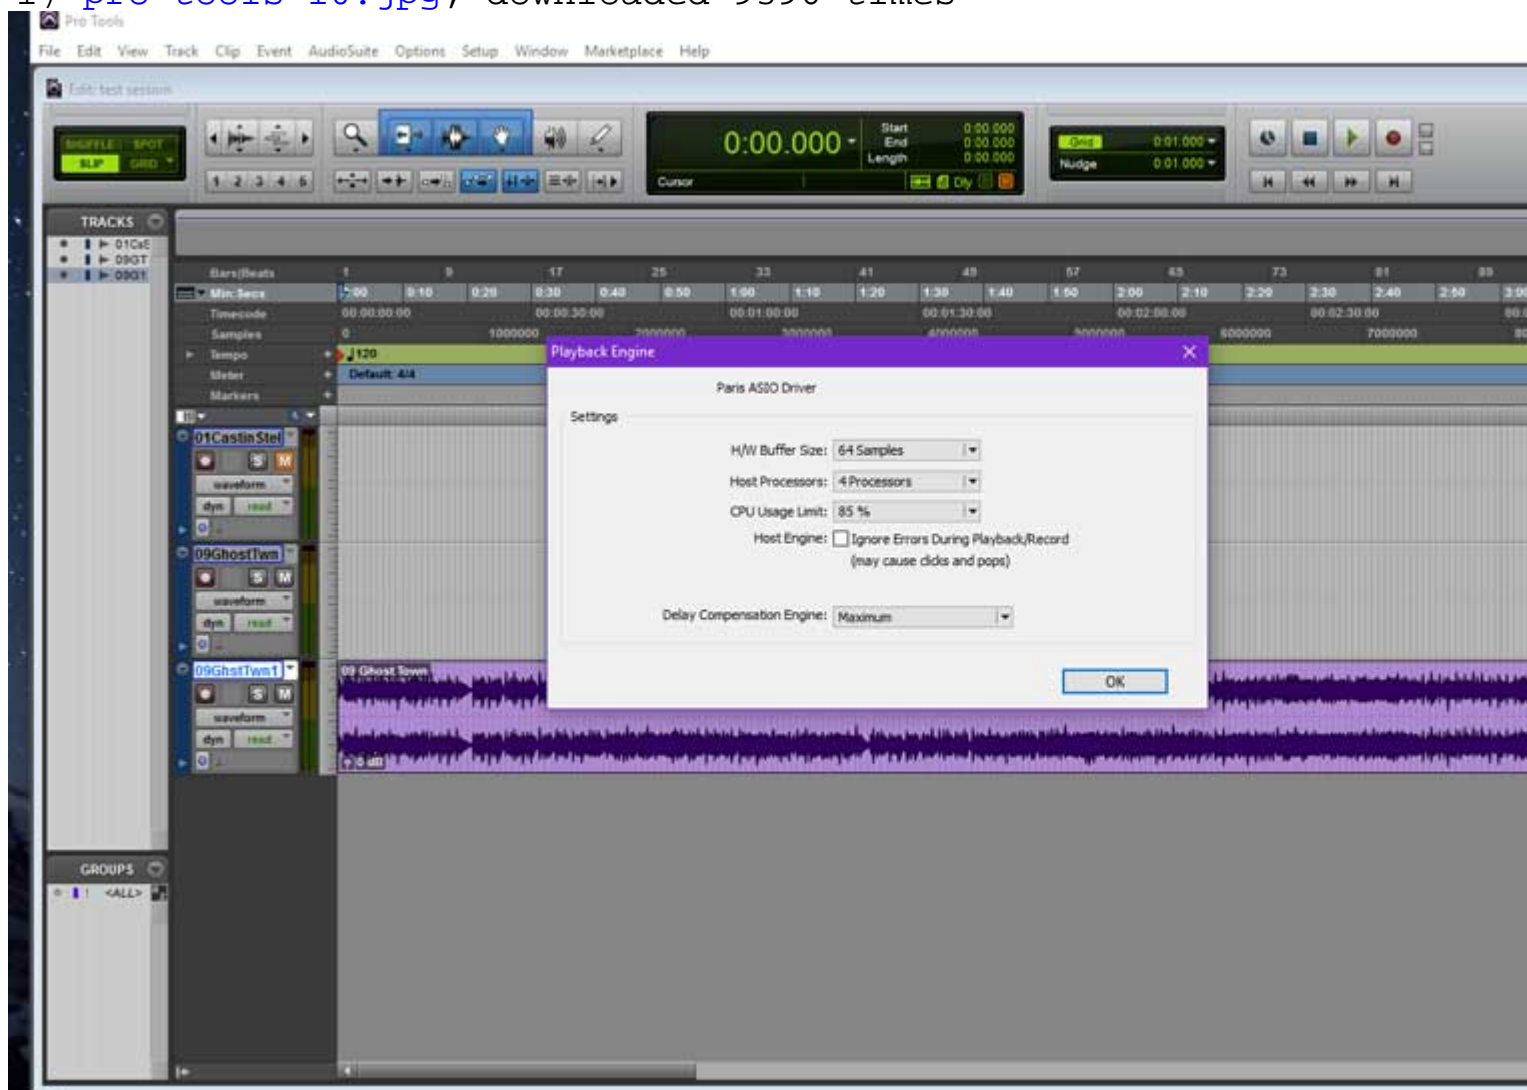 Pro Tools
File Edit View Track Clip Event AudioSuite Options Setup Window Marketplace Help
Edit: test session
SHUFFLE SPOT
SLIP GRID
1 2 3 4 5
0:00.000
Start 0:00.000
End 0:00.000
Length 0:00.000
Cursor
Dly
Grid 0:01.000
Nudge 0:01.000
TRACKS
01CaS
09GT
09G1
Bars|Beats 1 9 17 25 33 41 49 57 65 73 81 89
Min:Secs 0:00 0:10 0:20 0:30 0:40 0:50 1:00 1:10 1:20 1:30 1:40 1:50 2:00 2:10 2:20 2:30 2:40 2:50
Timecode 00:00:00:00 00:00:30:00 00:01:00:00 00:01:30:00 00:02:00:00 00:02:30:00
Samples 0 1000000 2000000 3000000 4000000 5000000 6000000 7000000
Tempo 120
Meter Default: 4/4
Markers
Playback Engine
Paris ASIO Driver
Settings
H/W Buffer Size: 64 Samples
Host Processors: 4 Processors
CPU Usage Limit: 85 %
Host Engine: Ignore Errors During Playback/Record
(may cause clicks and pops)
Delay Compensation Engine: Maximum
OK
01CastinStel
S M
waveform
dyn read
09GhostTwn
S M
waveform
dyn read
09GhstTwn1
S M
waveform
dyn read
09 Ghost Town
0 dB
GROUPS
! <ALL>